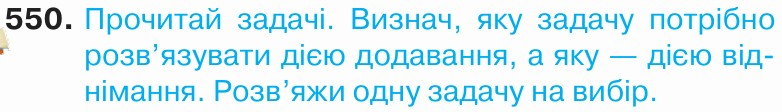 550. Прочитай задачі. Визнач, яку задачу потрібно
розв’язувати дією додавання, а яку — дією від-
німання. Розв’яжи одну задачу на вибір.